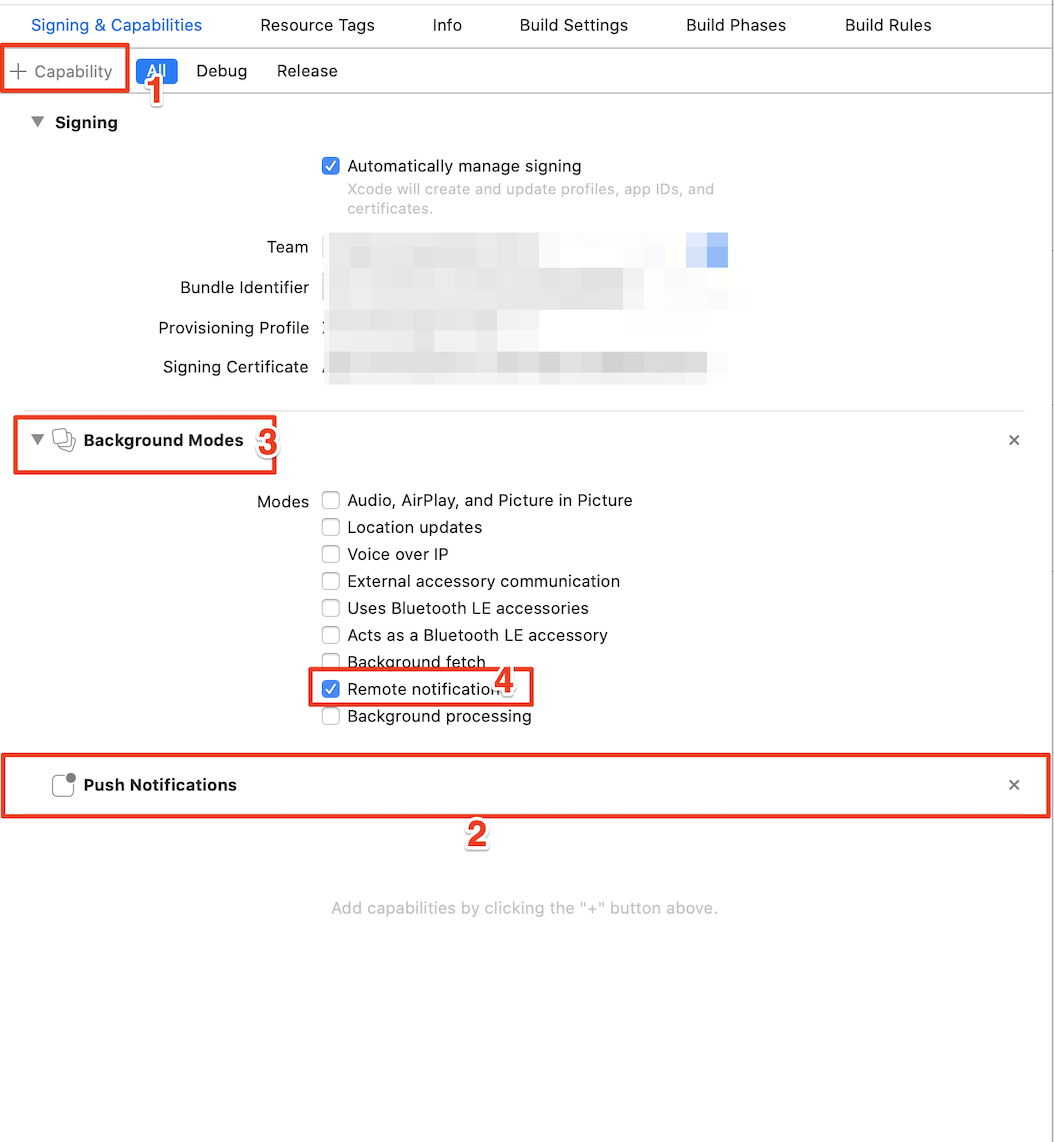 Signing & Capabilities Resource Tags Info Build Settings Build Phases Build Rules
+ Capability All Debug Release
1
Signing
Automatically manage signing
Xcode will create and update profiles, app IDs, and
certificates.
Team
Bundle Identifier
Provisioning Profile
Signing Certificate
Background Modes 3
Modes Audio, AirPlay, and Picture in Picture
Location updates
Voice over IP
External accessory communication
Uses Bluetooth LE accessories
Acts as a Bluetooth LE accessory
Background fetch
Remote notification 4
Background processing
Push Notifications
2
Add capabilities by clicking the "+" button above.